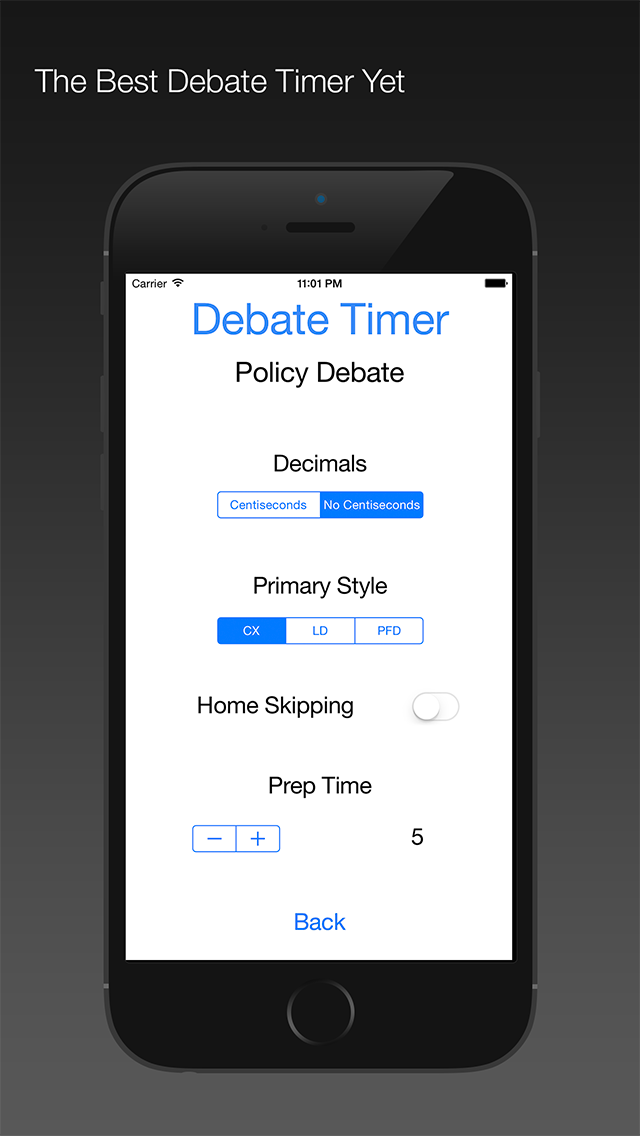 The Best Debate Timer Yet
Carrier 11:01 PM
Debate Timer
Policy Debate
Decimals
Centiseconds No Centiseconds
Primary Style
CX LD PFD
Home Skipping
Prep Time
− + 5
Back